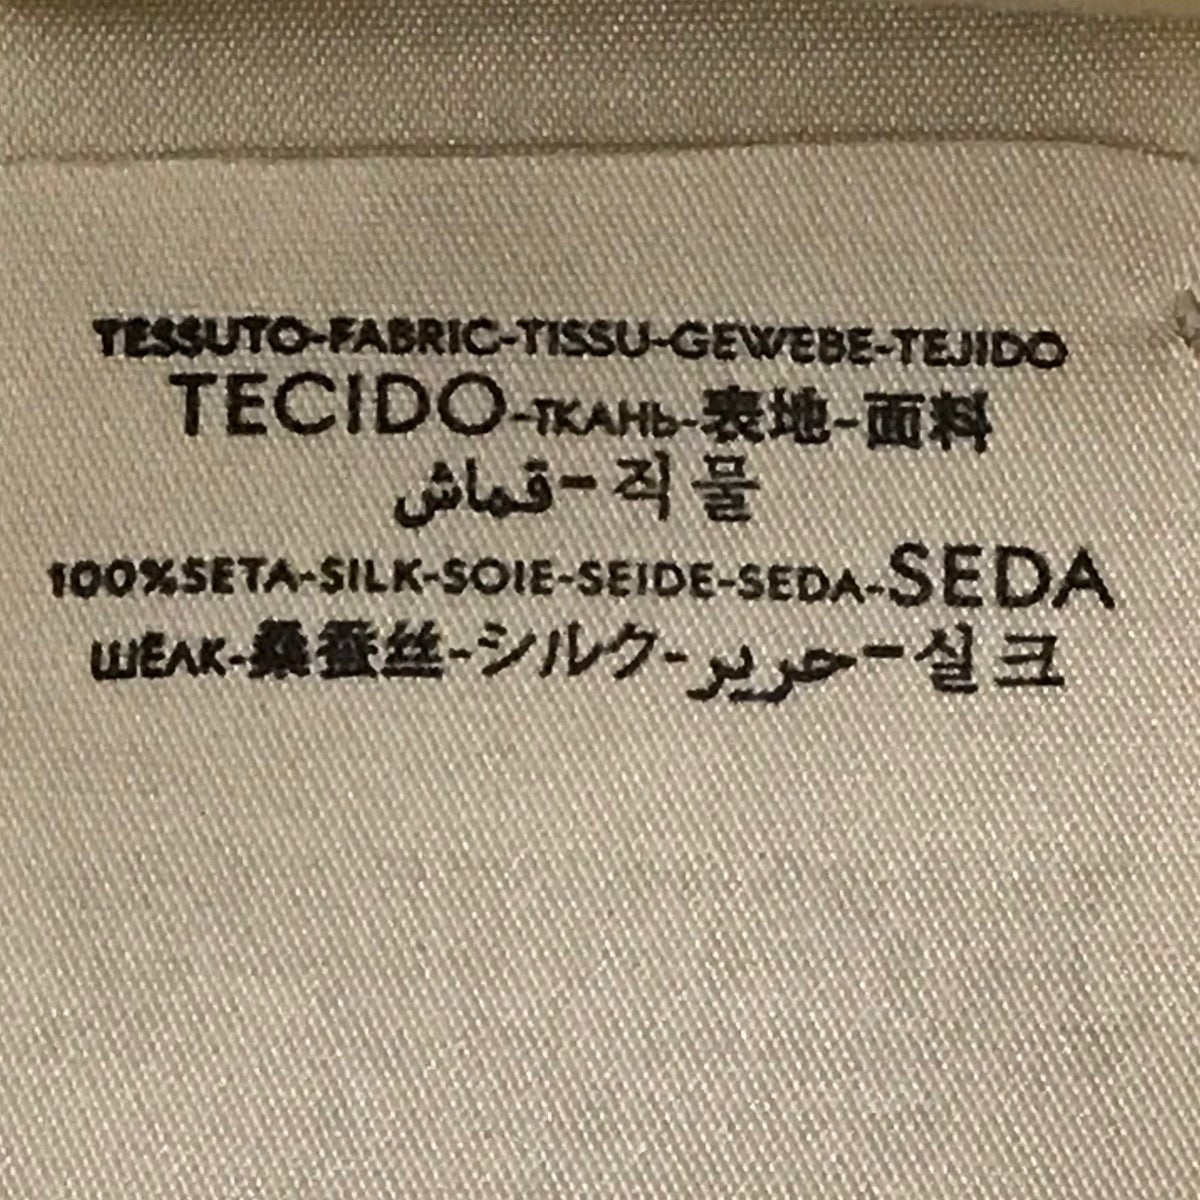 TESSUTO-FABRIC-TISSU-GEWEBE-TEJIDO
TECIDO-ТКАНЬ-表地-面料
قماش-직물
100%SETA-SILK-SOIE-SEIDE-SEDA-SEDA
ШЕЛК-桑蚕丝-シルク-حرير-실크